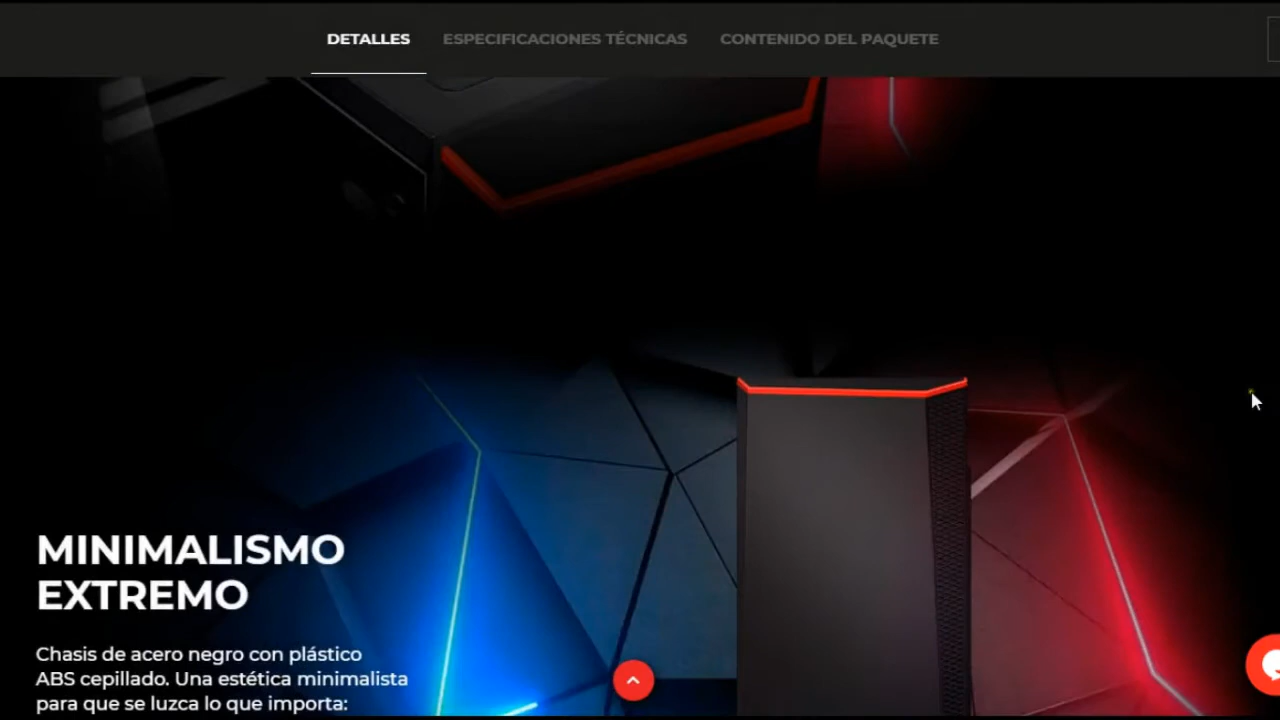 DETALLES
ESPECIFICACIONES TÉCNICAS
CONTENIDO DEL PAQUETE
MINIMALISMO
EXTREMO
Chasis de acero negro con plástico
ABS cepillado. Una estética minimalista
para que se luzca lo que importa: